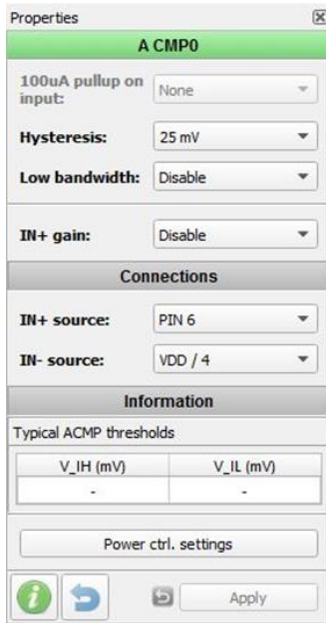 Properties
A CMP0
100uA pullup on
input:
None
Hysteresis:
25 mV
Low bandwidth:
Disable
IN+ gain:
Disable
Connections
IN+ source:
PIN 6
IN- source:
VDD / 4
Information
Typical ACMP thresholds
V_IH (mV)
V_IL (mV)
-
-
Power ctrl. settings
Apply